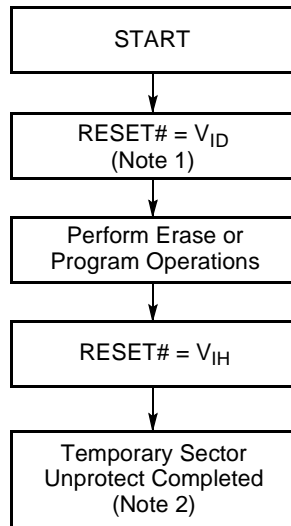 START
RESET# = VID
(Note 1)
Perform Erase or
Program Operations
RESET# = VIH
Temporary Sector
Unprotect Completed
(Note 2)